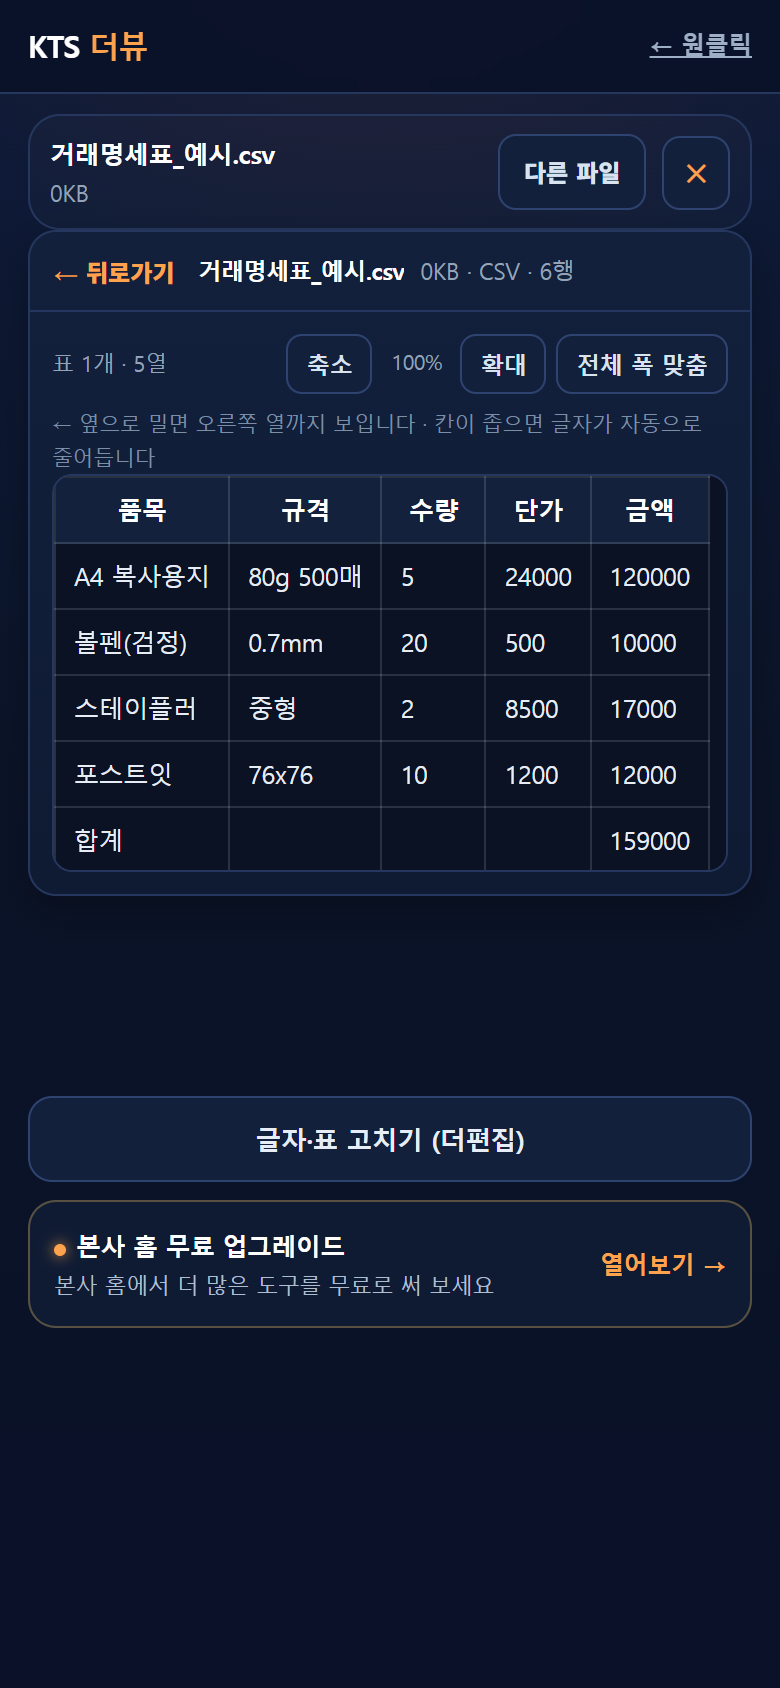 KTS 더뷰
← 원클릭
거래명세표_예시.csv
0KB
다른 파일
×
← 뒤로가기 거래명세표_예시.csv 0KB · CSV · 6행
표 1개 · 5열
축소 100% 확대 전체 폭 맞춤
← 옆으로 밀면 오른쪽 열까지 보입니다 · 칸이 좁으면 글자가 자동으로
줄어듭니다
품목 규격 수량 단가 금액
A4 복사용지 80g 500매 5 24000 120000
볼펜(검정) 0.7mm 20 500 10000
스테이플러 중형 2 8500 17000
포스트잇 76x76 10 1200 12000
합계 159000
글자·표 고치기 (더편집)
본사 홈 무료 업그레이드
본사 홈에서 더 많은 도구를 무료로 써 보세요
열어보기 →